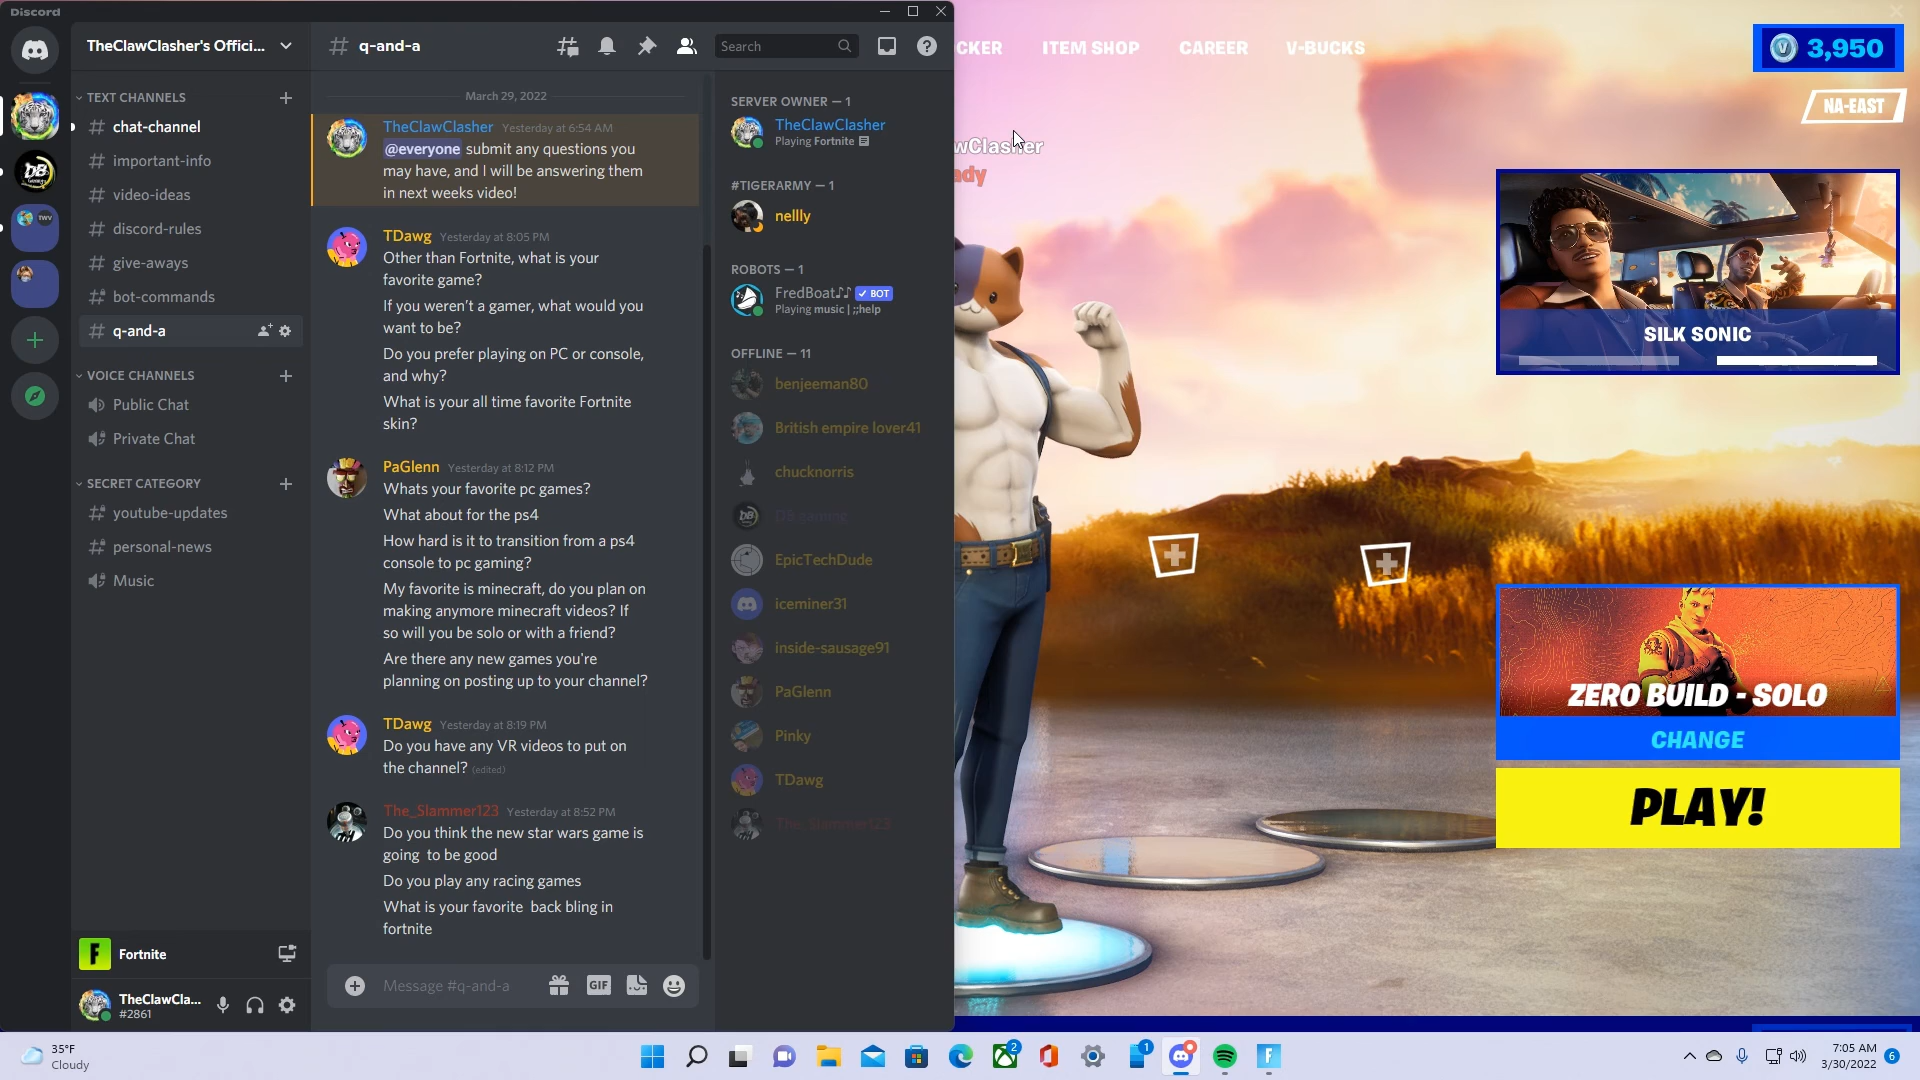 Discord
TheClawClasher's Offici...
q-and-a
Search
TEXT CHANNELS
chat-channel
important-info
video-ideas
discord-rules
give-aways
bot-commands
q-and-a
VOICE CHANNELS
Public Chat
Private Chat
SECRET CATEGORY
youtube-updates
personal-news
Music
Fortnite
TheClawCla...
#2861
March 29, 2022
TheClawClasher Yesterday at 6:54 AM
@everyone submit any questions you
may have, and I will be answering them
in next weeks video!
TDawg Yesterday at 8:05 PM
Other than Fortnite, what is your
favorite game?
If you weren't a gamer, what would you
want to be?
Do you prefer playing on PC or console,
and why?
What is your all time favorite Fortnite
skin?
PaGlenn Yesterday at 8:12 PM
Whats your favorite pc games?
What about for the ps4
How hard is it to transition from a ps4
console to pc gaming?
My favorite is minecraft, do you plan on
making anymore minecraft videos? If
so will you be solo or with a friend?
Are there any new games you're
planning on posting up to your channel?
TDawg Yesterday at 8:19 PM
Do you have any VR videos to put on
the channel? (edited)
The_Slammer123 Yesterday at 8:52 PM
Do you think the new star wars game is
going to be good
Do you play any racing games
What is your favorite back bling in
fortnite
Message #q-and-a
GIF
SERVER OWNER — 1
TheClawClasher
Playing Fortnite
#TIGERARMY — 1
nellly
ROBOTS — 1
FredBoat♪♪ ✓ BOT
Playing music | ;;help
OFFLINE — 11
benjeeman80
British empire lover41
chucknorris
DB gaming
EpicTechDude
iceminer31
inside-sausage91
PaGlenn
Pinky
TDawg
The_Slammer123
OCKER
ITEM SHOP
CAREER
V-BUCKS
3,950
NA-EAST
wClasher
ady
SILK SONIC
ZERO BUILD - SOLO
CHANGE
PLAY!
35°F
Cloudy
2
1
7:05 AM
3/30/2022
6